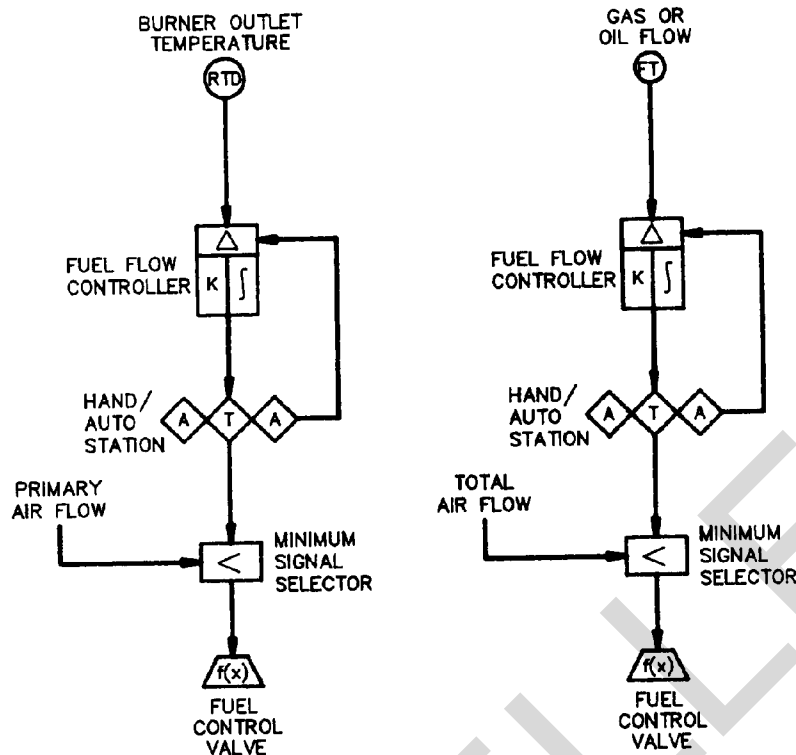 BURNER OUTLET
TEMPERATURE
RTD
FUEL FLOW
CONTROLLER
K ∫
HAND/
AUTO
STATION
A T A
PRIMARY
AIR FLOW
<
MINIMUM
SIGNAL
SELECTOR
f(x)
FUEL
CONTROL
VALVE
GAS OR
OIL FLOW
FT
FUEL FLOW
CONTROLLER
K ∫
HAND/
AUTO
STATION
A T A
TOTAL
AIR FLOW
<
MINIMUM
SIGNAL
SELECTOR
f(x)
FUEL
CONTROL
VALVE